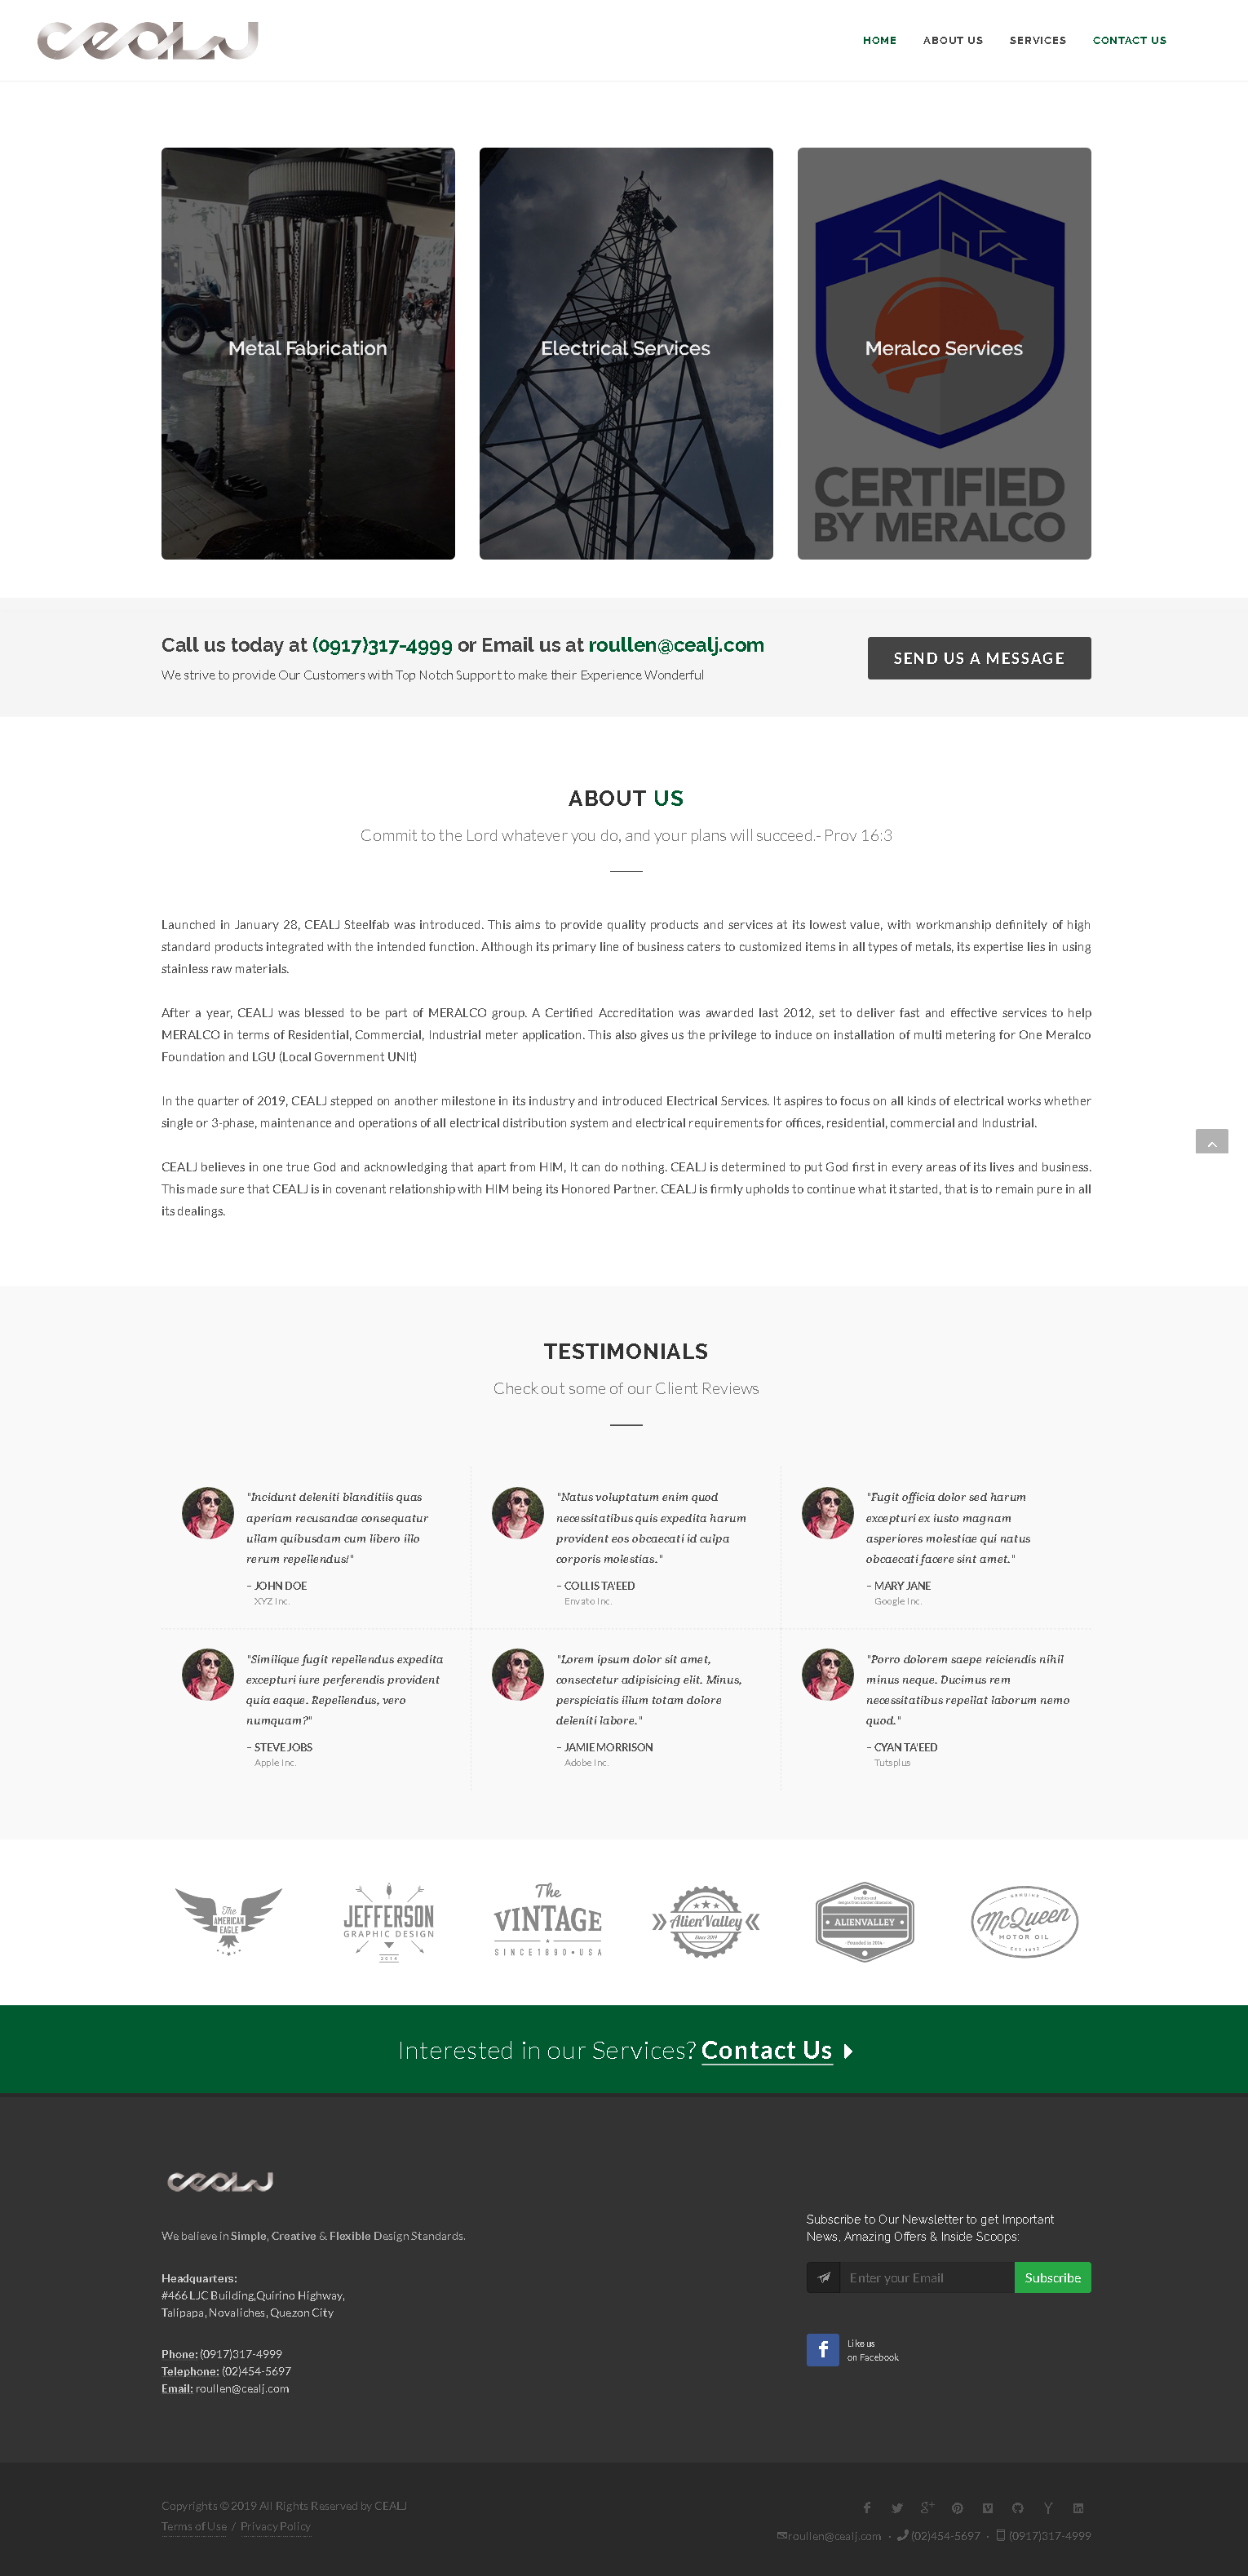 CEALJ
HOME ABOUT US SERVICES CONTACT US
Metal Fabrication
Electrical Services
Meralco Services
CERTIFIED
BY MERALCO
Call us today at (0917)317-4999 or Email us at roullen@cealj.com
We strive to provide Our Customers with Top Notch Support to make their Experience Wonderful
SEND US A MESSAGE
ABOUT US
Commit to the Lord whatever you do, and your plans will succeed.- Prov 16:3
Launched in January 28, CEALJ Steelfab was introduced. This aims to provide quality products and services at its lowest value, with workmanship definitely of high
standard products integrated with the intended function. Although its primary line of business caters to customized items in all types of metals, its expertise lies in using
stainless raw materials.
After a year, CEALJ was blessed to be part of MERALCO group. A Certified Accreditation was awarded last 2012, set to deliver fast and effective services to help
MERALCO in terms of Residential, Commercial, Industrial meter application. This also gives us the privilege to induce on installation of multi metering for One Meralco
Foundation and LGU (Local Government UNIt)
In the quarter of 2019, CEALJ stepped on another milestone in its industry and introduced Electrical Services. It aspires to focus on all kinds of electrical works whether
single or 3-phase, maintenance and operations of all electrical distribution system and electrical requirements for offices, residential, commercial and Industrial.
CEALJ believes in one true God and acknowledging that apart from HIM, It can do nothing. CEALJ is determined to put God first in every areas of its lives and business.
This made sure that CEALJ is in covenant relationship with HIM being its Honored Partner. CEALJ is firmly upholds to continue what it started, that is to remain pure in all
its dealings.
TESTIMONIALS
Check out some of our Client Reviews
"Incidunt deleniti blanditiis quas
aperiam recusandae consequatur
ullam quibusdam cum libero illo
rerum repellendus!"
– JOHN DOE
XYZ Inc.
"Natus voluptatum enim quod
necessitatibus quis expedita harum
provident eos obcaecati id culpa
corporis molestias."
– COLLIS TA'EED
Envato Inc.
"Fugit officia dolor sed harum
excepturi ex iusto magnam
asperiores molestiae qui natus
obcaecati facere sint amet."
– MARY JANE
Google Inc.
"Similique fugit repellendus expedita
excepturi iure perferendis provident
quia eaque. Repellendus, vero
numquam?"
– STEVE JOBS
Apple Inc.
"Lorem ipsum dolor sit amet,
consectetur adipisicing elit. Minus,
perspiciatis illum totam dolore
deleniti labore."
– JAMIE MORRISON
Adobe Inc.
"Porro dolorem saepe reiciendis nihil
minus neque. Ducimus rem
necessitatibus repellat laborum nemo
quod."
– CYAN TA'EED
Tutsplus
The
AMERICAN
EAGLE
JEFFERSON
GRAPHIC DESIGN
The
VINTAGE
SINCE 1890 • USA
AlienValley
Since 2014
ALIENVALLEY
Founded in 2014
McQueen
MOTOR OIL
Interested in our Services? Contact Us
CEALJ
We believe in Simple, Creative & Flexible Design Standards.
Headquarters:
#466 LJC Building,Quirino Highway,
Talipapa, Novaliches, Quezon City
Phone: (0917)317-4999
Telephone: (02)454-5697
Email: roullen@cealj.com
Subscribe to Our Newsletter to get Important
News, Amazing Offers & Inside Scoops:
Enter your Email
Subscribe
Like us
on Facebook
Copyrights © 2019 All Rights Reserved by CEALJ
Terms of Use / Privacy Policy
roullen@cealj.com · (02)454-5697 · (0917)317-4999